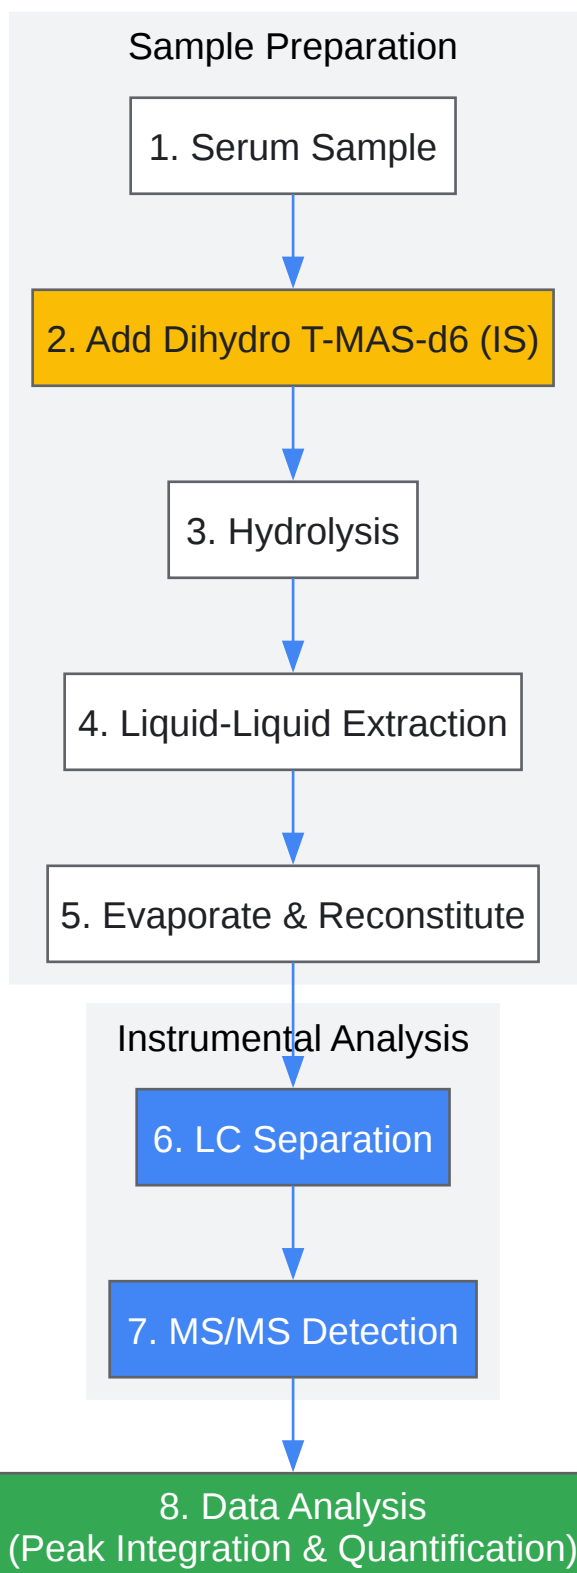 Sample Preparation
1. Serum Sample
2. Add Dihydro T-MAS-d6 (IS)
3. Hydrolysis
4. Liquid-Liquid Extraction
5. Evaporate & Reconstitute
Instrumental Analysis
6. LC Separation
7. MS/MS Detection
8. Data Analysis
(Peak Integration & Quantification)